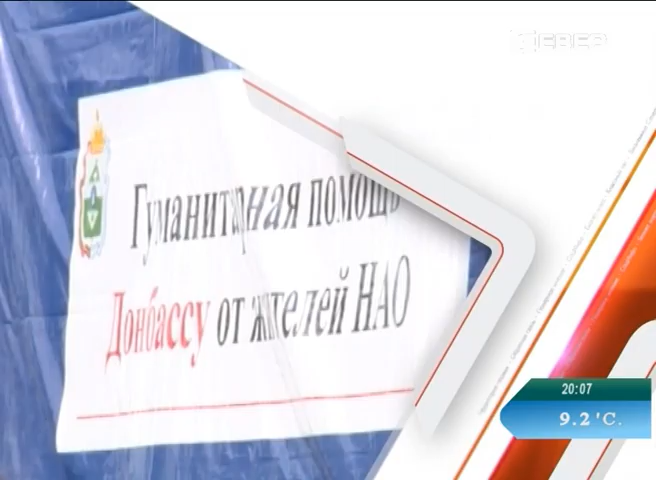 СЕВЕР
Гуманитарная помощь
Донбассу от жителей НАО
20:07
9.2 'C.